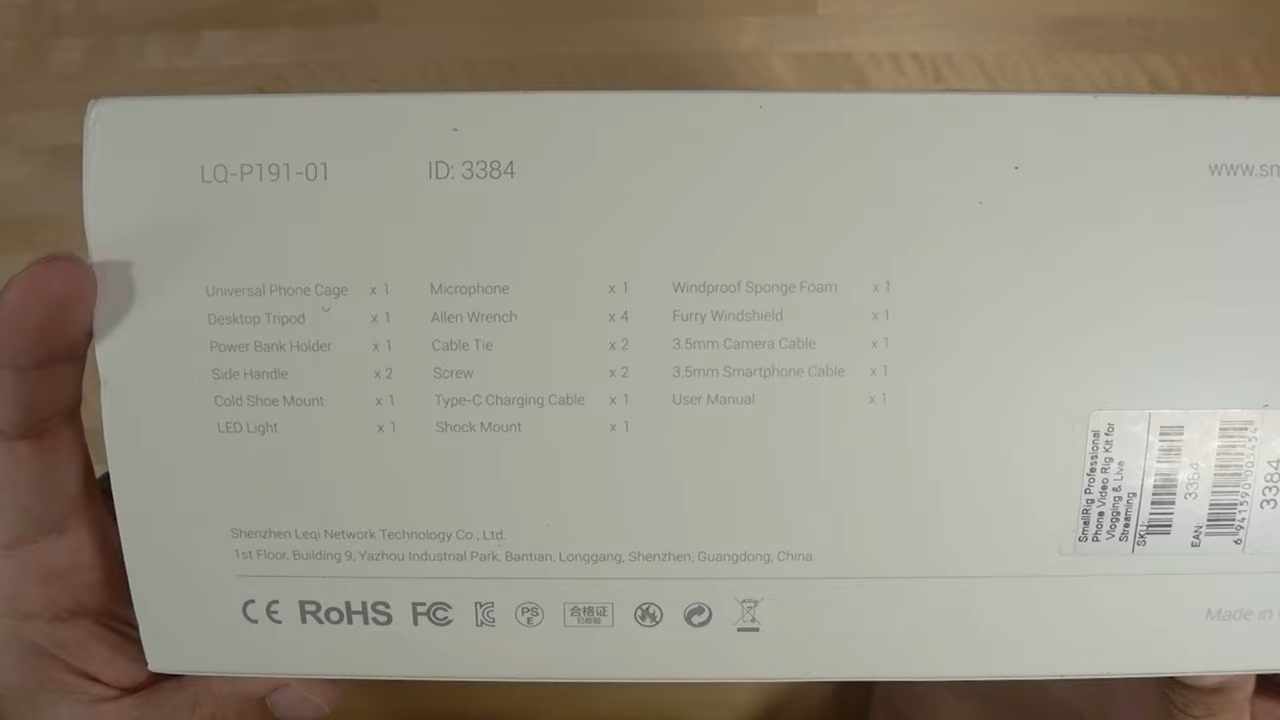 LQ-P191-01 ID: 3384
www.sm
Universal Phone Cage x 1 Microphone x 1 Windproof Sponge Foam x 1
Desktop Tripod x 1 Allen Wrench x 4 Furry Windshield x 1
Power Bank Holder x 1 Cable Tie x 2 3.5mm Camera Cable x 1
Side Handle x 2 Screw x 2 3.5mm Smartphone Cable x 1
Cold Shoe Mount x 1 Type-C Charging Cable x 1 User Manual x 1
LED Light x 1 Shock Mount x 1
SmallRig Professional
Phone Video Rig Kit for
Vlogging & Live
Streaming
SKU:
3384
EAN:
6 941590 005454
3384
Shenzhen Leqi Network Technology Co., Ltd.
1st Floor, Building 9, Yazhou Industrial Park, Bantian, Longgang, Shenzhen, Guangdong, China.
CE RoHS FC KC PSE 合格证
已检验
Made in